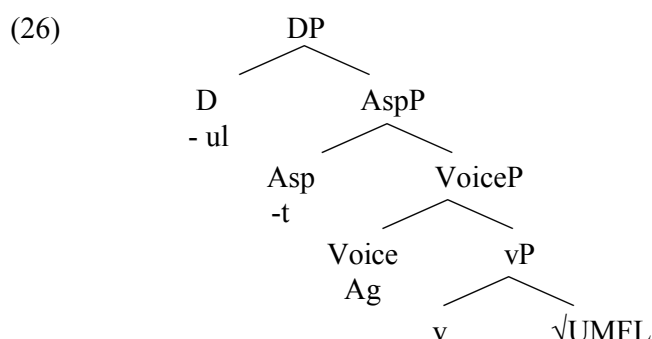 (26) DP
D AspP
- ul
Asp VoiceP
-t
Voice vP
Ag
v √UMFL